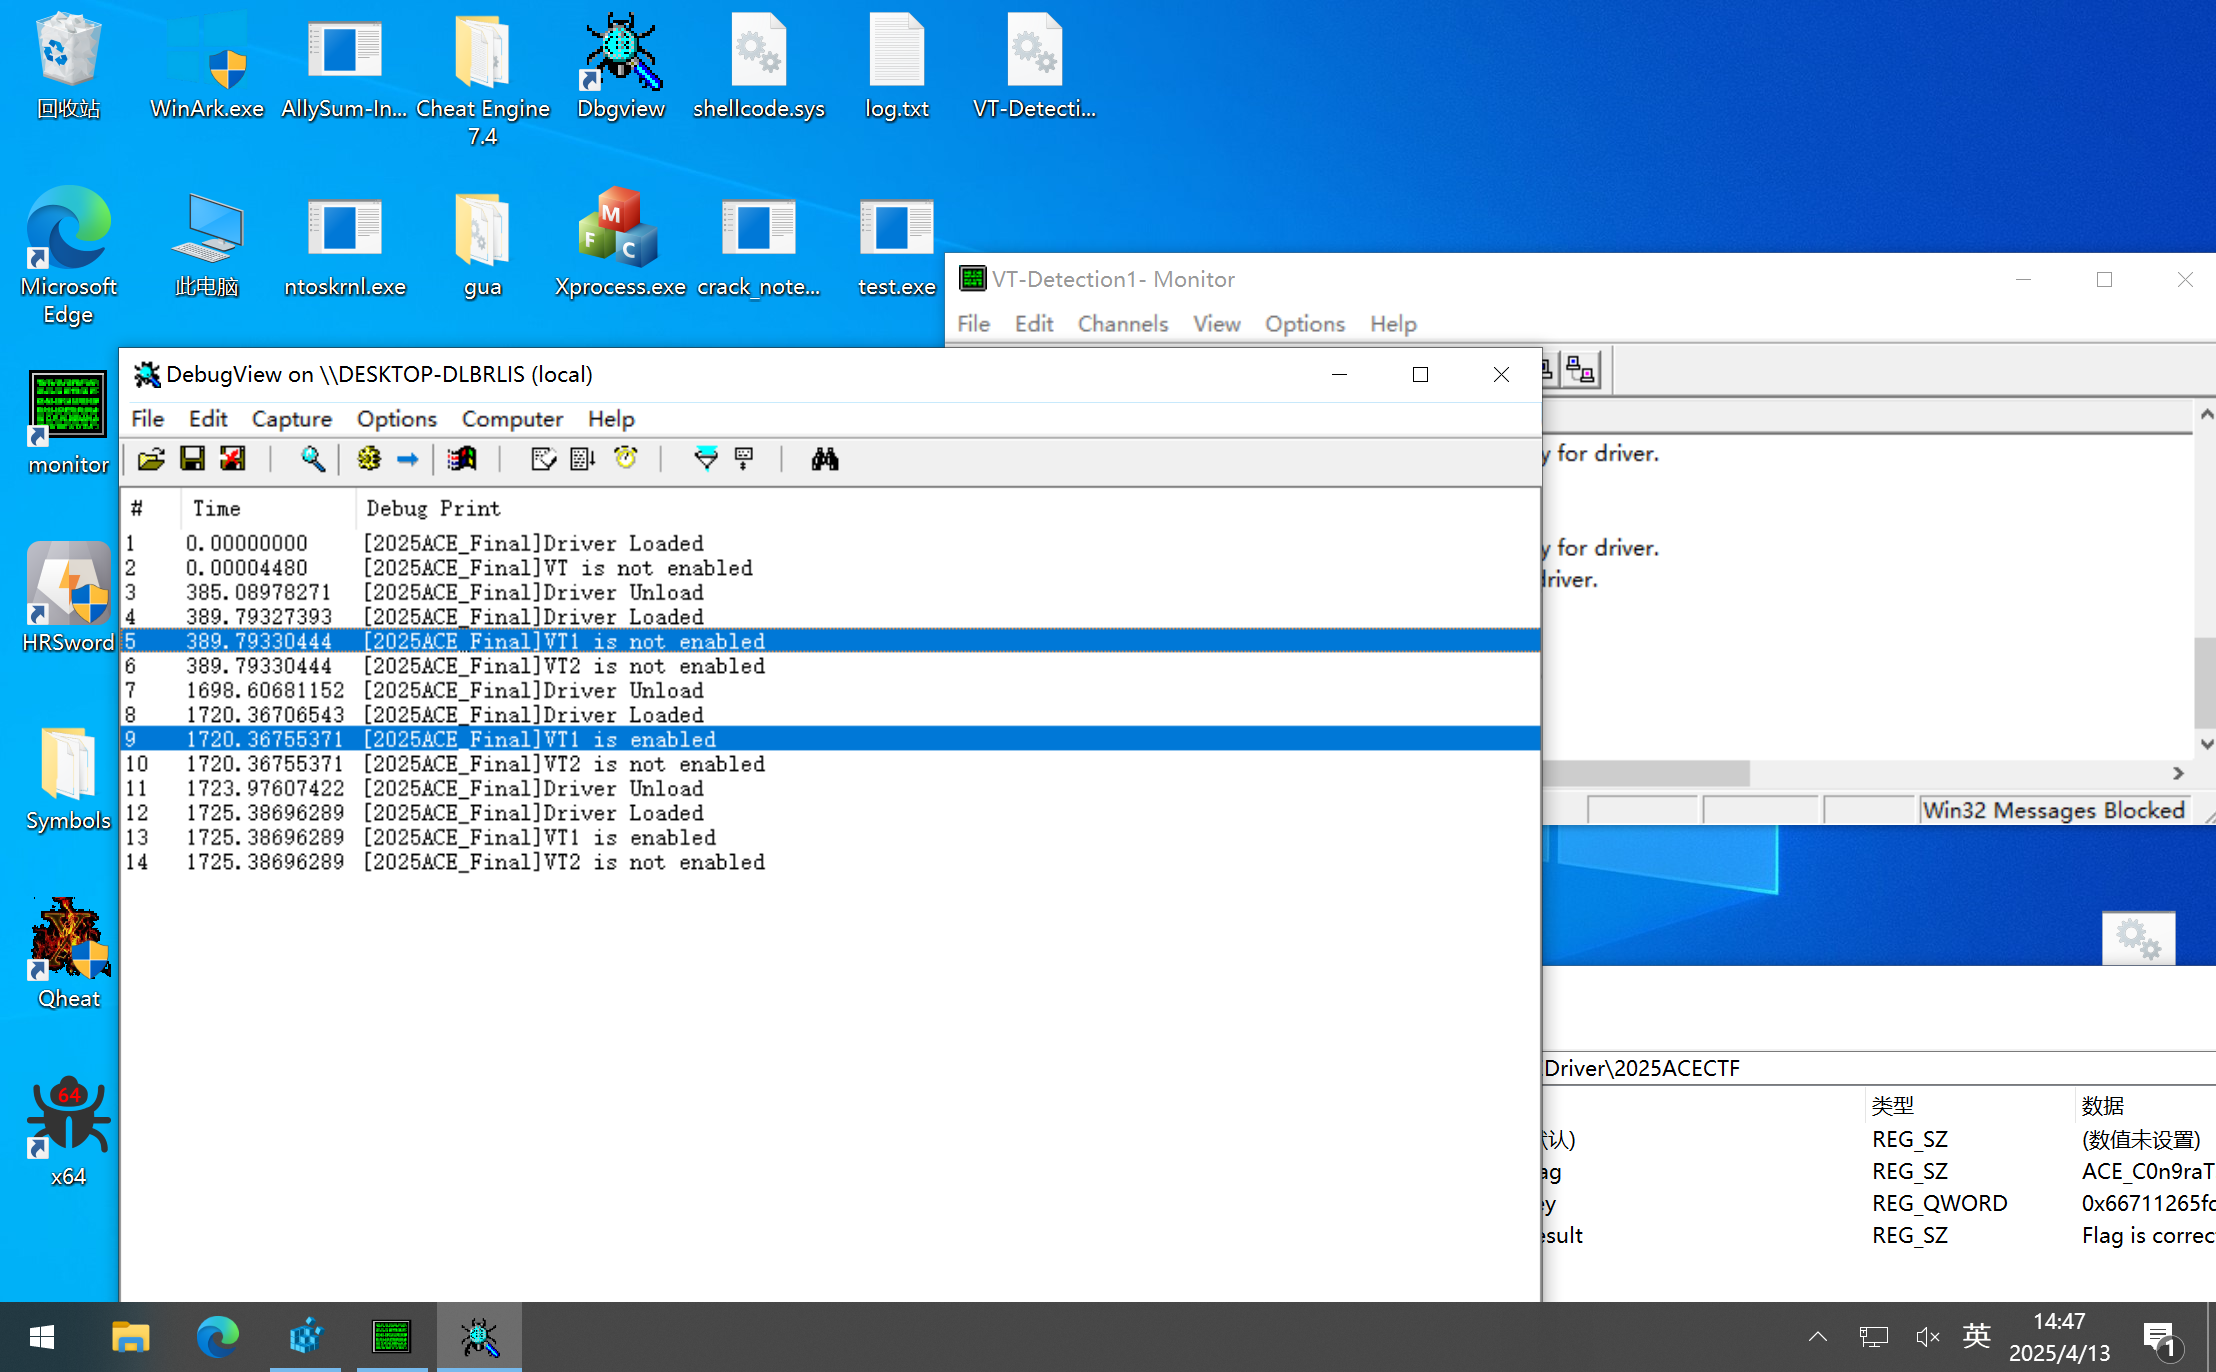 回收站
WinArk.exe
AllySum-In...
Cheat Engine
7.4
Dbgview
shellcode.sys
log.txt
VT-Detecti...
Microsoft
Edge
此电脑
ntoskrnl.exe
gua
Xprocess.exe
crack_note...
test.exe
VT-Detection1- Monitor
File Edit Channels View Options Help
monitor
HRSword
Symbols
Qheat
64
x64
DebugView on \\DESKTOP-DLBRLIS (local)
File Edit Capture Options Computer Help
# Time Debug Print
1 0.00000000 [2025ACE_Final]Driver Loaded
2 0.00004480 [2025ACE_Final]VT is not enabled
3 385.08978271 [2025ACE_Final]Driver Unload
4 389.79327393 [2025ACE_Final]Driver Loaded
5 389.79330444 [2025ACE_Final]VT1 is not enabled
6 389.79330444 [2025ACE_Final]VT2 is not enabled
7 1698.60681152 [2025ACE_Final]Driver Unload
8 1720.36706543 [2025ACE_Final]Driver Loaded
9 1720.36755371 [2025ACE_Final]VT1 is enabled
10 1720.36755371 [2025ACE_Final]VT2 is not enabled
11 1723.97607422 [2025ACE_Final]Driver Unload
12 1725.38696289 [2025ACE_Final]Driver Loaded
13 1725.38696289 [2025ACE_Final]VT1 is enabled
14 1725.38696289 [2025ACE_Final]VT2 is not enabled
y for driver.
y for driver.
driver.
Win32 Messages Blocked
Driver\2025ACECTF
类型 数据
认) REG_SZ (数值未设置)
ag REG_SZ ACE_C0n9raT
ey REG_QWORD 0x66711265fc
esult REG_SZ Flag is correc
英
14:47
2025/4/13
1